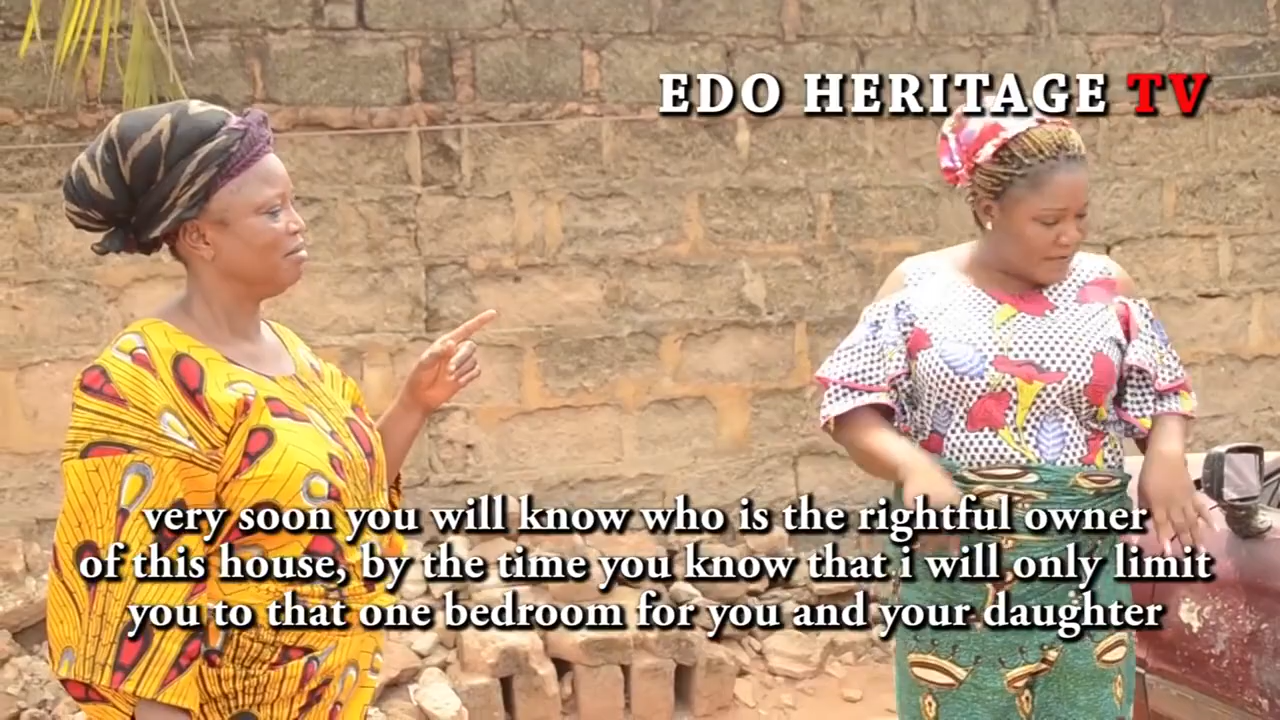 EDO HERITAGE TV
very soon you will know who is the rightful owner
of this house, by the time you know that i will only limit
you to that one bedroom for you and your daughter